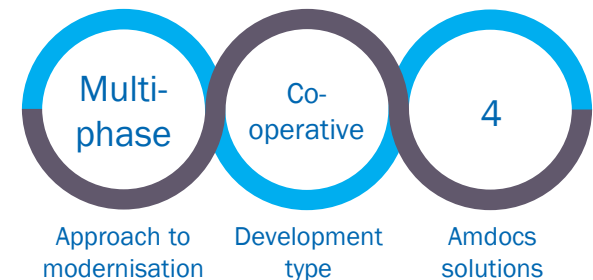 Multi-
phase
Co-
operative
4
Approach to
modernisation
Development
type
Amdocs
solutions